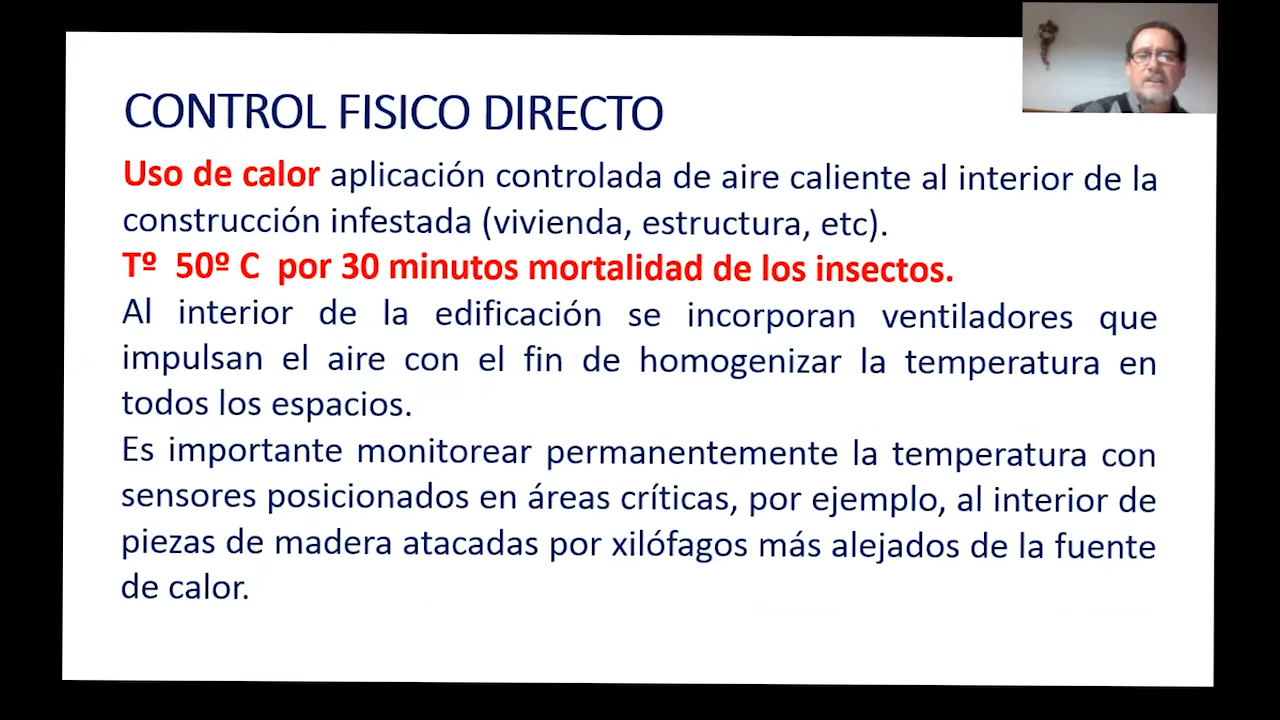 CONTROL FISICO DIRECTO
Uso de calor aplicación controlada de aire caliente al interior de la
construcción infestada (vivienda, estructura, etc).
Tº 50º C por 30 minutos mortalidad de los insectos.
Al interior de la edificación se incorporan ventiladores que
impulsan el aire con el fin de homogenizar la temperatura en
todos los espacios.
Es importante monitorear permanentemente la temperatura con
sensores posicionados en áreas críticas, por ejemplo, al interior de
piezas de madera atacadas por xilófagos más alejados de la fuente
de calor.